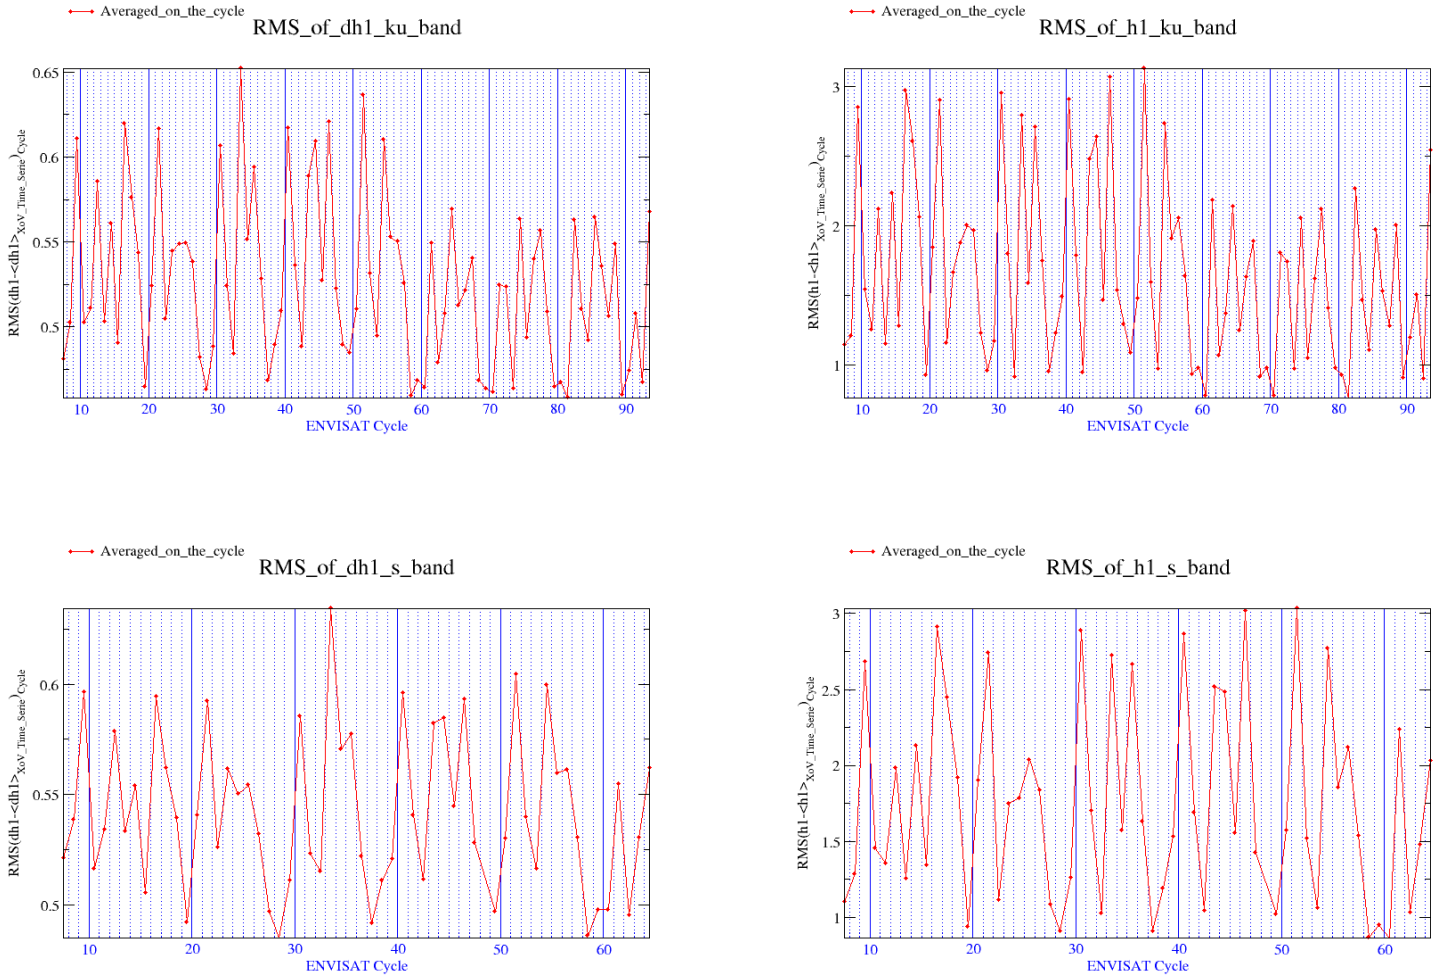 Averaged_on_the_cycle
RMS_of_dh1_ku_band
RMS(dh1-<dh1>XoV_Time_Serie)Cycle
0.65
0.6
0.55
0.5
10 20 30 40 50 60 70 80 90
ENVISAT Cycle
Averaged_on_the_cycle
RMS_of_h1_ku_band
RMS(h1-<h1>XoV_Time_Serie)Cycle
3
2
1
10 20 30 40 50 60 70 80 90
ENVISAT Cycle
Averaged_on_the_cycle
RMS_of_dh1_s_band
RMS(dh1-<dh1>XoV_Time_Serie)Cycle
0.6
0.55
0.5
10 20 30 40 50 60
ENVISAT Cycle
Averaged_on_the_cycle
RMS_of_h1_s_band
RMS(h1-<h1>XoV_Time_Serie)Cycle
3
2.5
2
1.5
1
10 20 30 40 50 60
ENVISAT Cycle